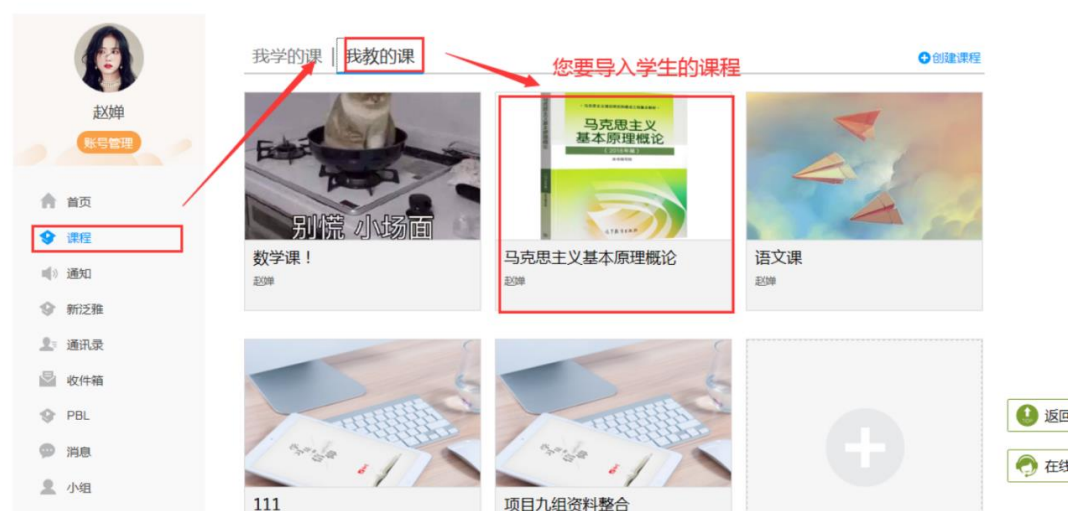 赵婵
账号管理
首页
课程
通知
新泛雅
通讯录
收件箱
PBL
消息
小组
我学的课
我教的课
您要导入学生的课程
创建课程
别慌 小场面
数学课！
赵婵
马克思主义
基本原理概论
马克思主义基本原理概论
赵婵
语文课
赵婵
111
项目九组资料整合
返回
在线